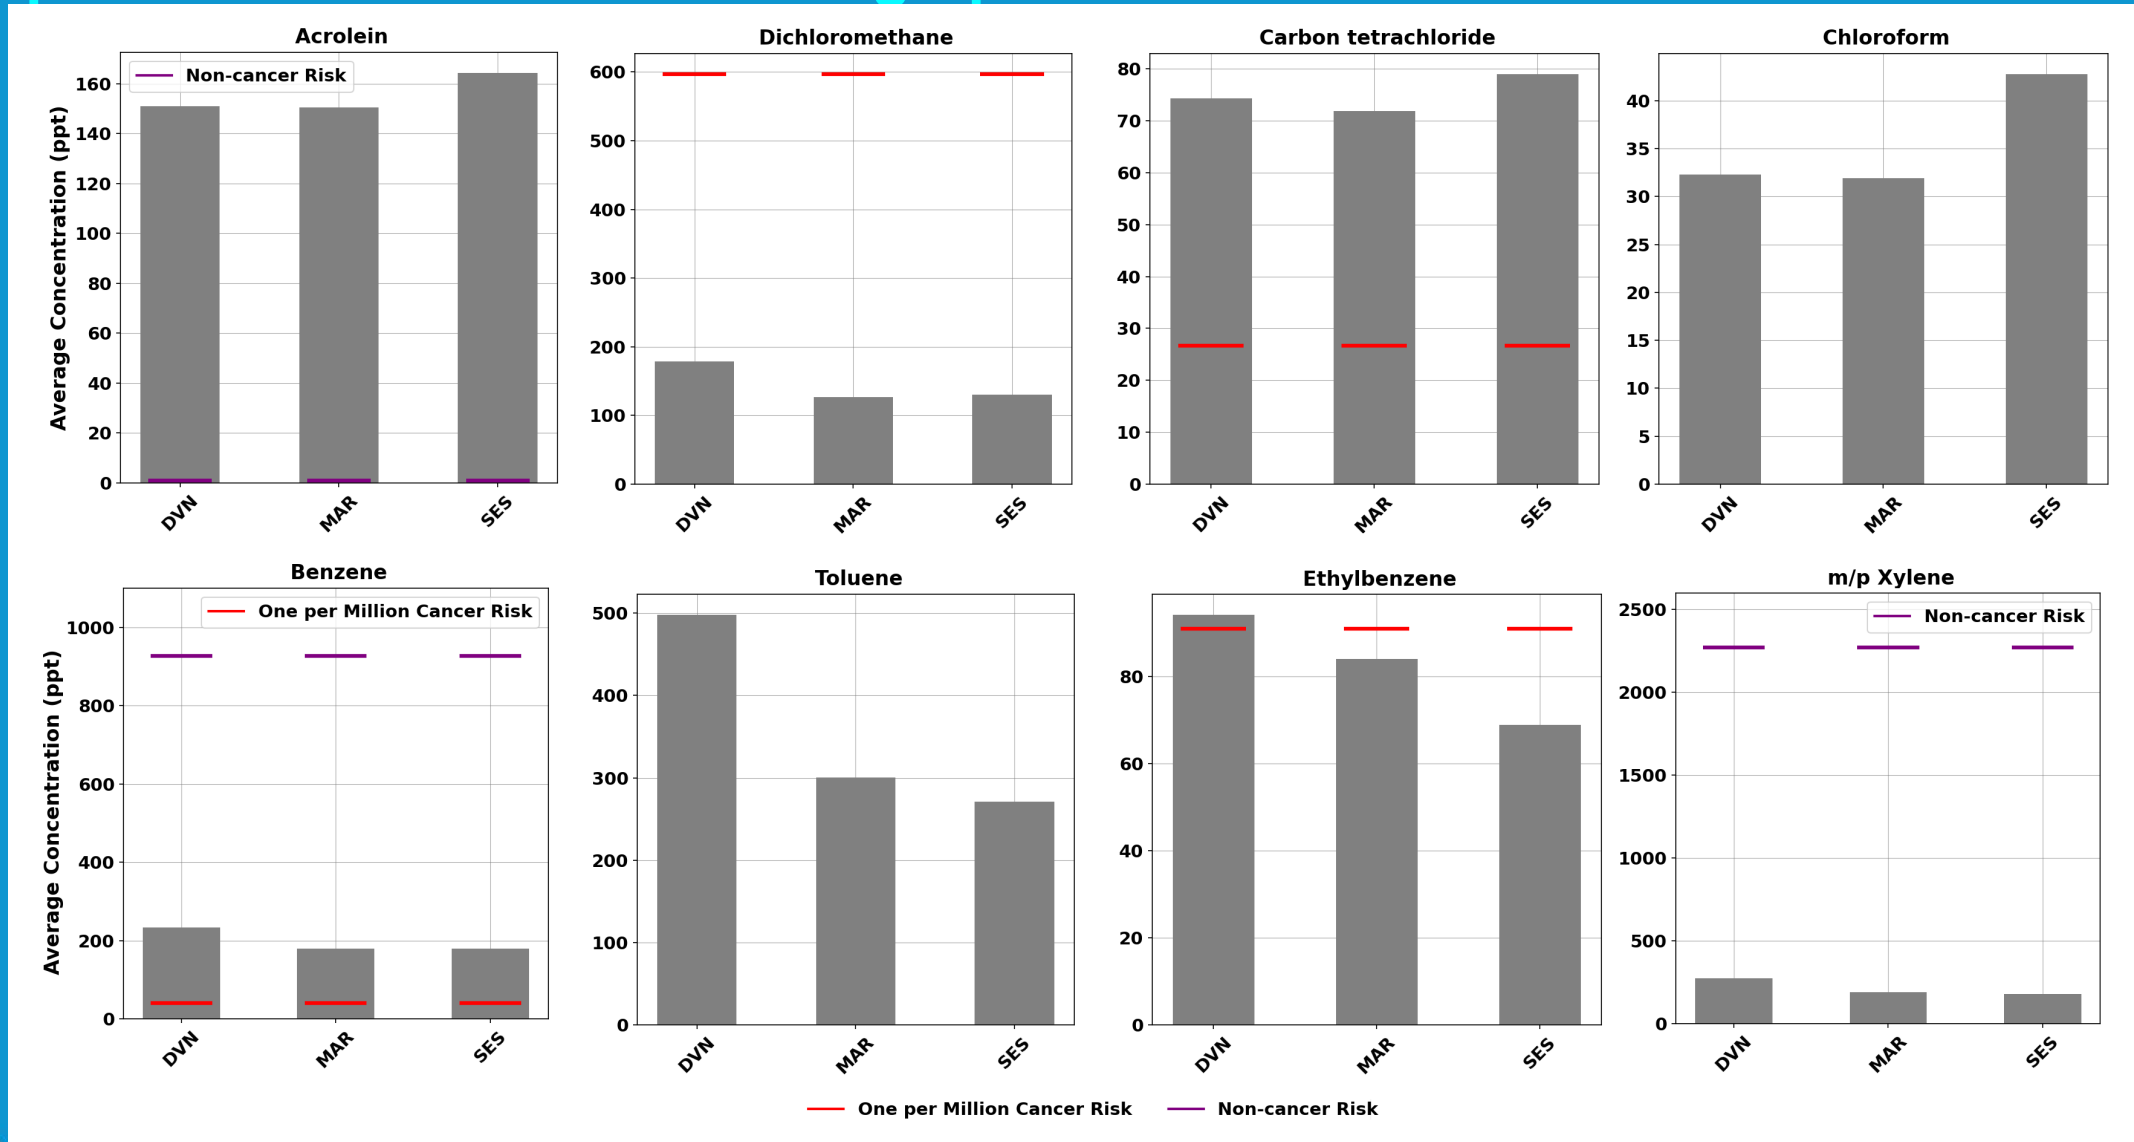 Acrolein
Non-cancer Risk
Average Concentration (ppt)
160
140
120
100
80
60
40
20
0
DVN
MAR
SES
Dichloromethane
600
500
400
300
200
100
0
DVN
MAR
SES
Carbon tetrachloride
80
70
60
50
40
30
20
10
0
DVN
MAR
SES
Chloroform
40
35
30
25
20
15
10
5
0
DVN
MAR
SES
Benzene
One per Million Cancer Risk
Average Concentration (ppt)
1000
800
600
400
200
0
DVN
MAR
SES
Toluene
500
400
300
200
100
0
DVN
MAR
SES
Ethylbenzene
80
60
40
20
0
DVN
MAR
SES
m/p Xylene
Non-cancer Risk
2500
2000
1500
1000
500
0
DVN
MAR
SES
One per Million Cancer Risk
Non-cancer Risk